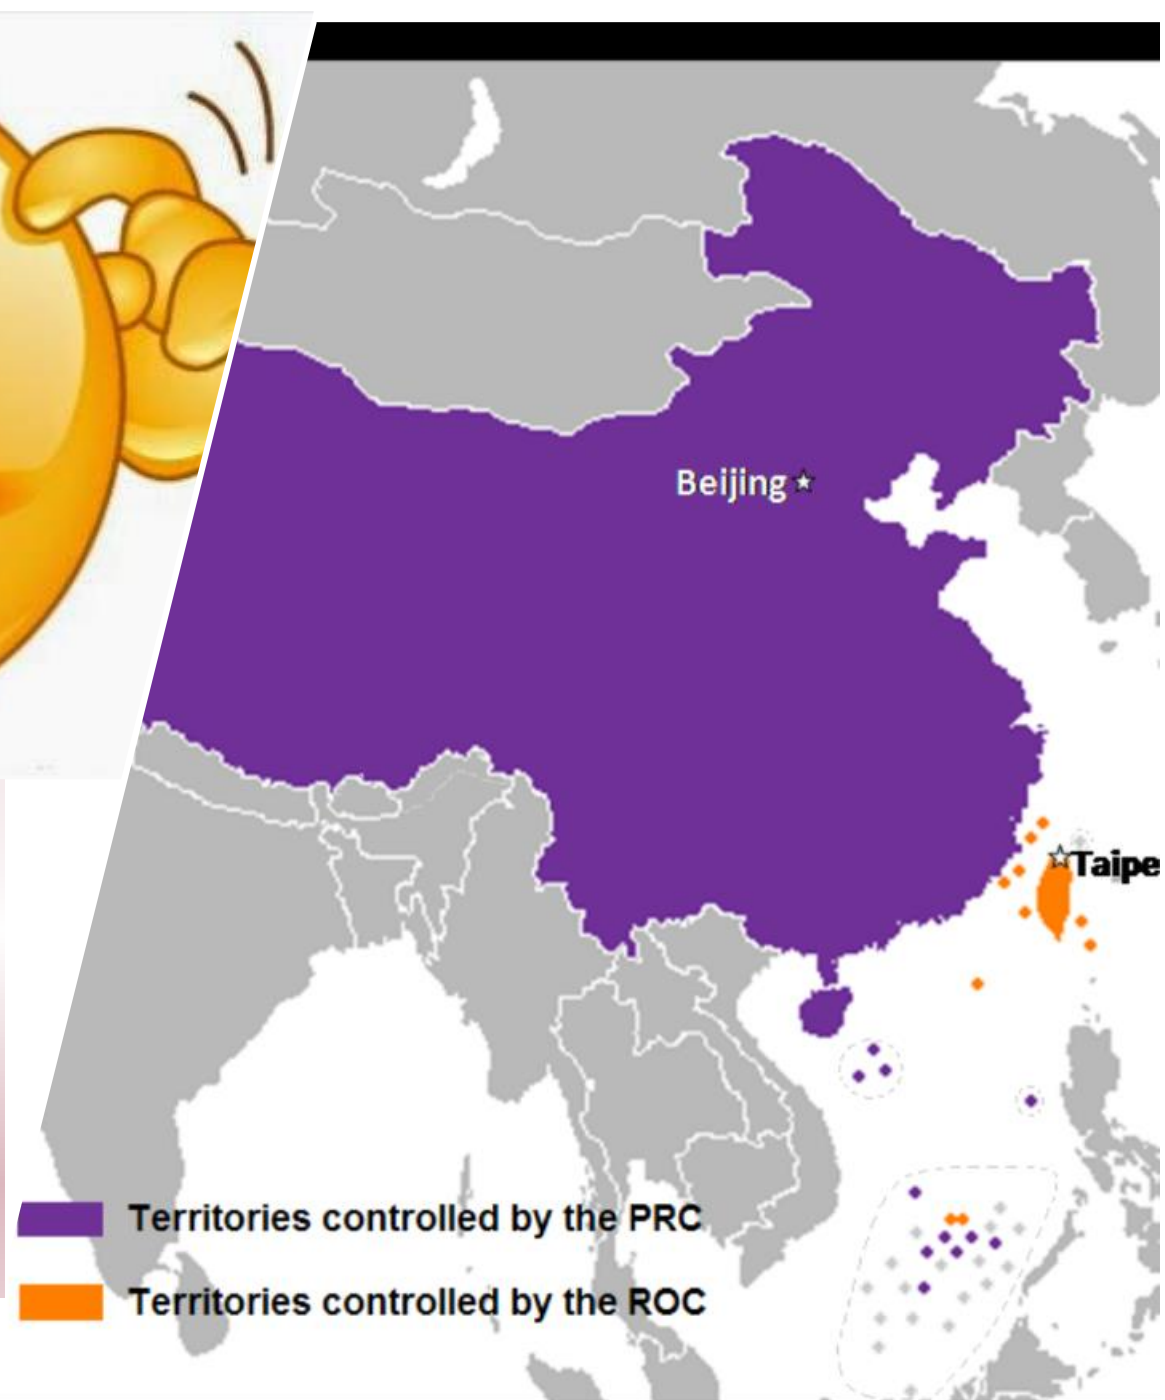 Beijing
Taipe
Territories controlled by the PRC
Territories controlled by the ROC